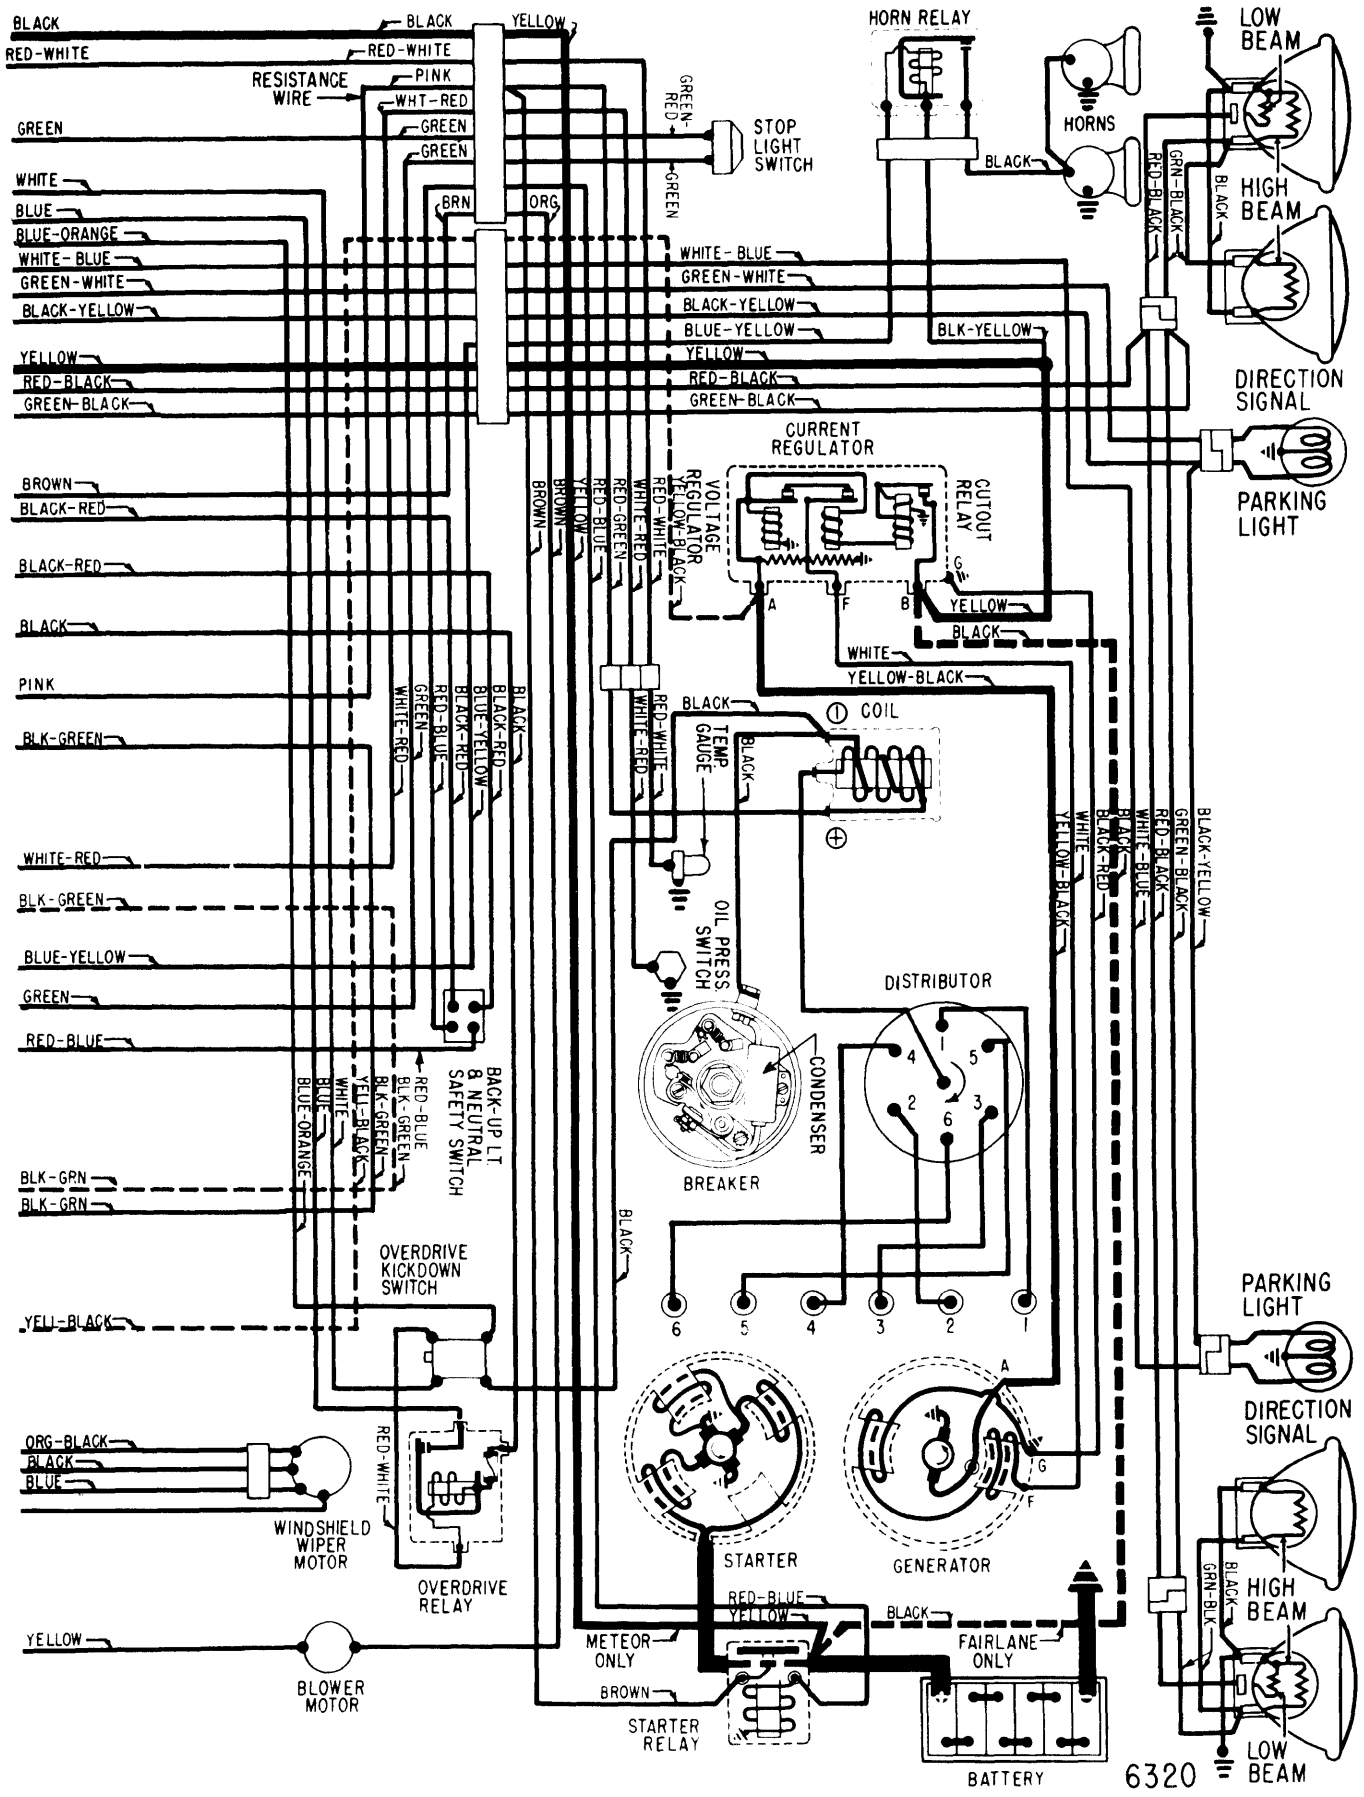 BLACK
BLACK
YELLOW
HORN RELAY
LOW
BEAM
RED-WHITE
RED-WHITE
RESISTANCE
WIRE
PINK
WHT-RED
GREEN-
RED
GREEN
GREEN
STOP
LIGHT
SWITCH
HORNS
GREEN
GREEN
BLACK
RED-BLACK
GRN-BLACK
BLACK
HIGH
BEAM
WHITE
BLUE
BRN
ORG
BLUE-ORANGE
WHITE-BLUE
WHITE-BLUE
GREEN-WHITE
GREEN-WHITE
BLACK-YELLOW
BLACK-YELLOW
BLUE-YELLOW
BLK-YELLOW
YELLOW
YELLOW
RED-BLACK
RED-BLACK
GREEN-BLACK
GREEN-BLACK
DIRECTION
SIGNAL
CURRENT
REGULATOR
PARKING
LIGHT
BROWN
BLACK-RED
BROWN
BROWN
YELLOW
RED-BLUE
RED-GREEN
WHITE-RED
RED-WHITE
YELLOW-BLACK
VOLTAGE
REGULATOR
CUTOUT
RELAY
BLACK-RED
G
A
F
B
YELLOW
BLACK
BLACK
WHITE
YELLOW-BLACK
PINK
WHITE-RED
GREEN
RED-BLUE
BLACK-RED
BLUE-YELLOW
BLACK-RED
BLACK
WHITE-RED
RED-WHITE
BLACK
COIL
TEMP.
GAUGE
BLACK
BLK-GREEN
YELLOW-BLACK
WHITE
BLACK-RED
BLACK
WHITE-BLUE
RED-BLACK
GREEN-BLACK
BLACK-YELLOW
WHITE-RED
BLK-GREEN
OIL PRESS.
SWITCH
BLUE-YELLOW
DISTRIBUTOR
GREEN
RED-BLUE
CONDENSER
1
4
5
2
3
6
BLUE-ORANGE
BLUE
WHITE
YELL-BLACK
BLK-GREEN
BLK-GREEN
RED-BLUE
BACK-UP LT.
& NEUTRAL
SAFETY SWITCH
BREAKER
BLK-GRN
BLK-GRN
BLACK
OVERDRIVE
KICKDOWN
SWITCH
PARKING
LIGHT
YELL-BLACK
6
5
4
3
2
1
A
G
F
DIRECTION
SIGNAL
RED-WHITE
ORG-BLACK
BLACK
BLUE
WINDSHIELD
WIPER
MOTOR
STARTER
GENERATOR
OVERDRIVE
RELAY
GRN-BLK
BLACK
HIGH
BEAM
RED-BLUE
YELLOW
BLACK
YELLOW
METEOR
ONLY
FAIRLANE
ONLY
BLOWER
MOTOR
BROWN
STARTER
RELAY
BATTERY
6320
LOW
BEAM